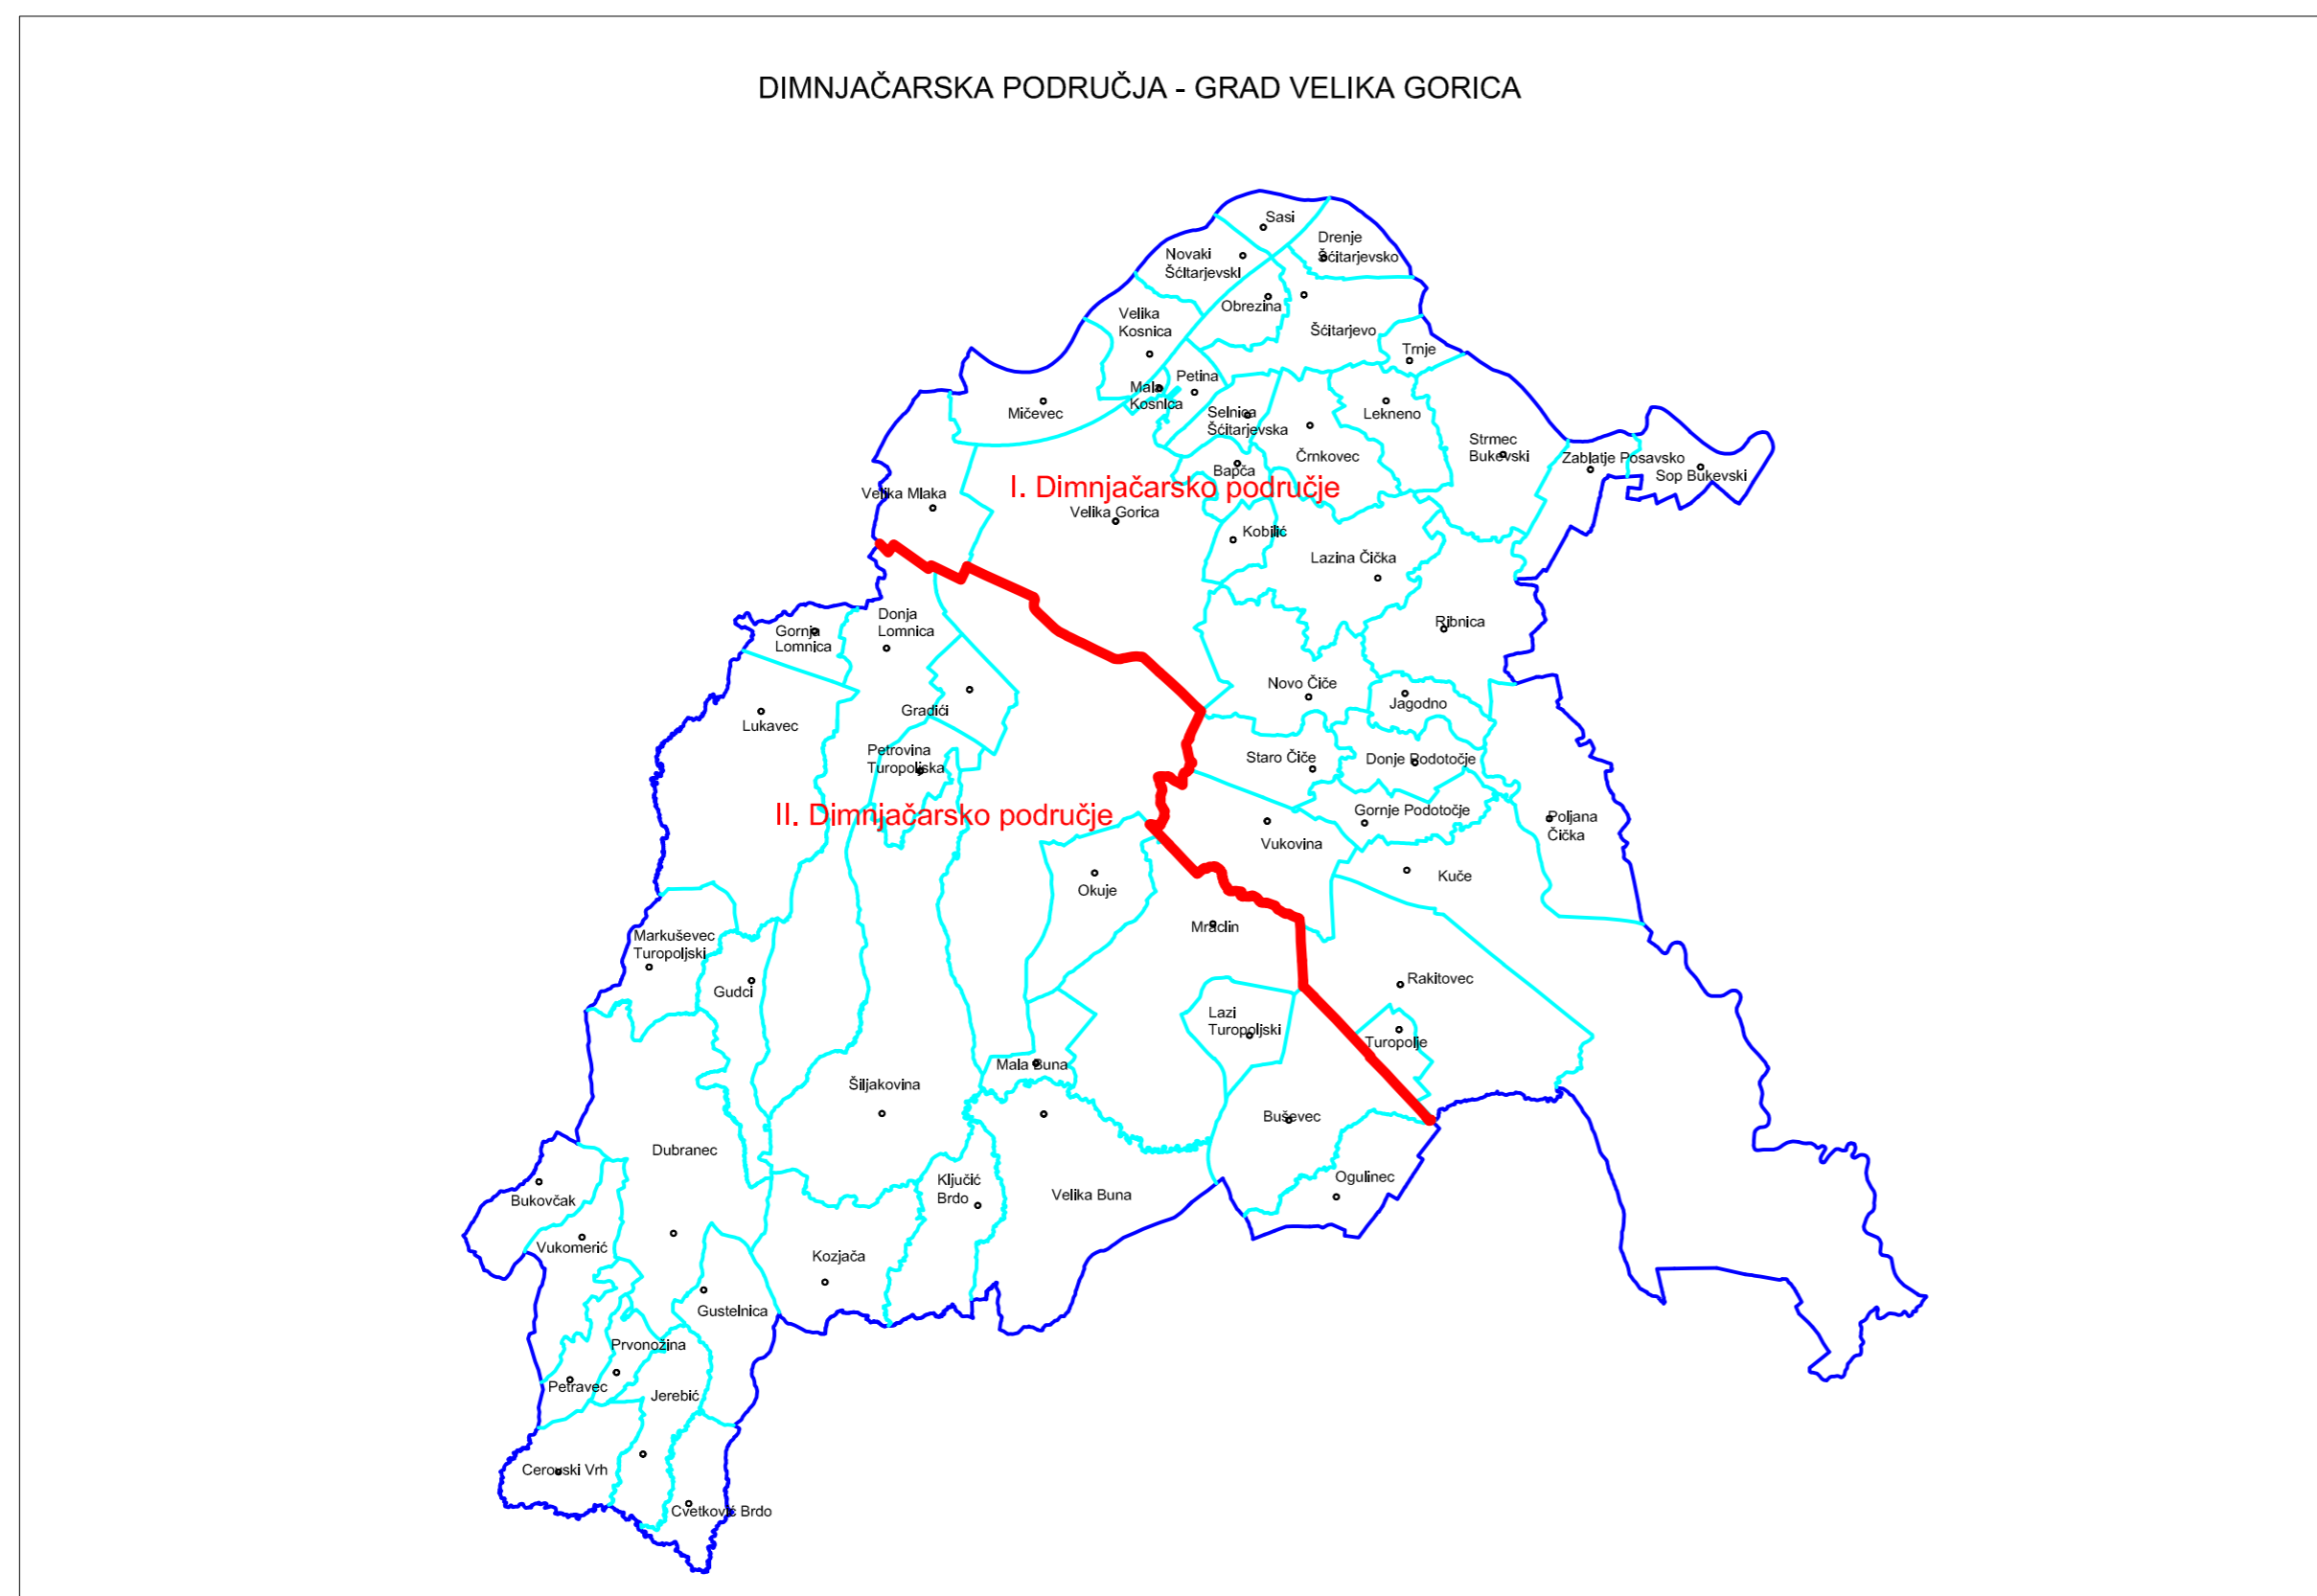 DIMNJAČARSKA PODRUČJA - GRAD VELIKA GORICA
Sasi
Drenje
Šćitarjevsko
Novaki
Šćitarjevski
Obrezina
Velika
Kosnica
Šćitarjevo
Trnje
Mala
Kosnica
Petina
Mičevec
Selnica
Šćitarjevska
Lekneno
Črnkovec
Strmec
Bukevski
Zablatje Posavsko
Sop Bukevski
Bapča
I. Dimnjačarsko područje
Velika Mlaka
Velika Gorica
Kobilić
Lazina Čička
Donja
Lomnica
Gornja
Lomnica
Ribnica
Novo Čiče
Jagodno
Gradići
Lukavec
Petrovina
Turopoljska
Staro Čiče
Donje Podotočje
II. Dimnjačarsko područje
Gornje Podotočje
Poljana
Čička
Vukovina
Okuje
Kuče
Mraclin
Markuševec
Turopoljski
Gudci
Rakitovec
Lazi
Turopoljski
Turopolje
Mala Buna
Šiljakovina
Buševec
Dubranec
Ključić
Brdo
Velika Buna
Ogulinec
Bukovčak
Vukomerić
Kozjača
Gustelnica
Prvonožina
Petravec
Jerebić
Cerovski Vrh
Cvetković Brdo